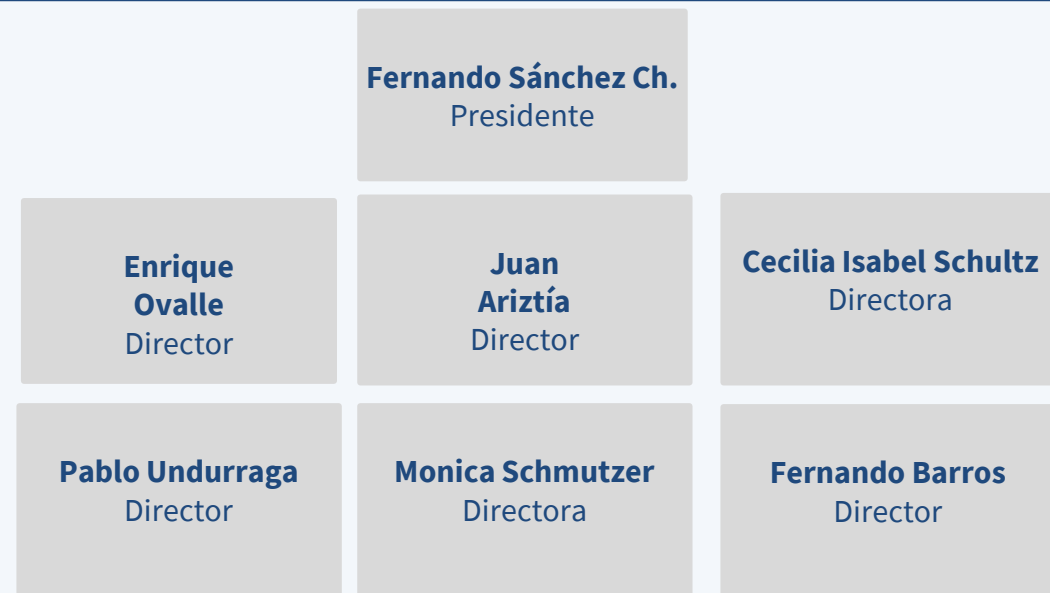 Fernando Sánchez Ch.
Presidente
Enrique
Ovalle
Director
Juan
Ariztía
Director
Cecilia Isabel Schultz
Directora
Pablo Undurraga
Director
Monica Schmutzer
Directora
Fernando Barros
Director